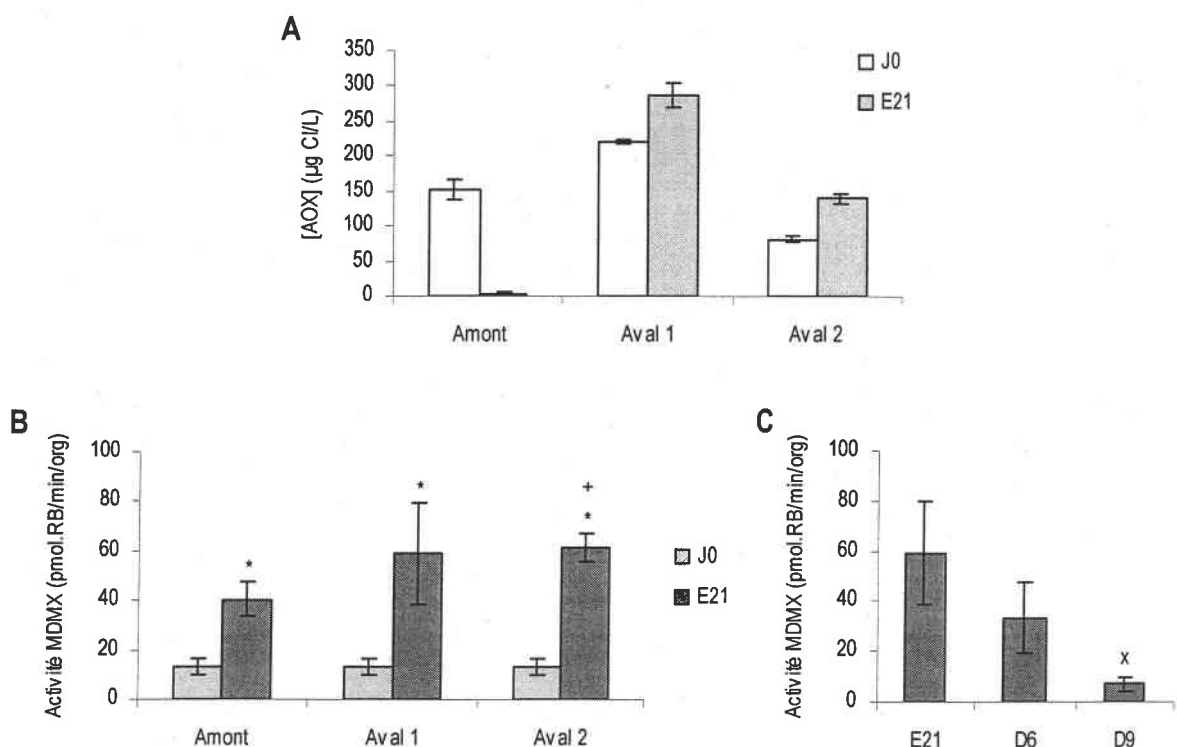 A
350
300
250
200
150
100
50
0
[AOX] (µg Cl/L)
J0
E21
Amont
Aval 1
Aval 2
B
100
80
60
40
20
0
Activité MDMX (pmol.RB/min/org)
*
*
+
*
J0
E21
Amont
Aval 1
Aval 2
C
100
80
60
40
20
0
Activité MDMX (pmol.RB/min/org)
x
E21
D6
D9